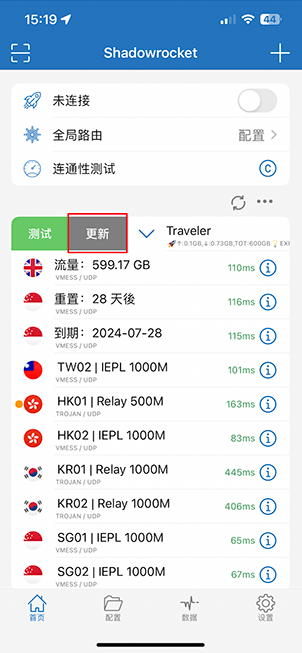 15:19
44
Shadowrocket
未连接
全局路由
配置
连通性测试
C
测试
更新
Traveler
↑:0.1GB,↓:0.73GB,TOT:600GB
流量：599.17 GB
VMESS / UDP
110ms
重置：28 天後
VMESS / UDP
116ms
到期：2024-07-28
VMESS / UDP
115ms
TW02 | IEPL 1000M
VMESS / UDP
101ms
HK01 | Relay 500M
TROJAN / UDP
163ms
HK02 | IEPL 1000M
VMESS / UDP
83ms
KR01 | Relay 1000M
VMESS / UDP
445ms
KR02 | Relay 1000M
TROJAN / UDP
406ms
SG01 | IEPL 1000M
VMESS / UDP
65ms
SG02 | IEPL 1000M
VMESS / UDP
67ms
首页
配置
数据
设置